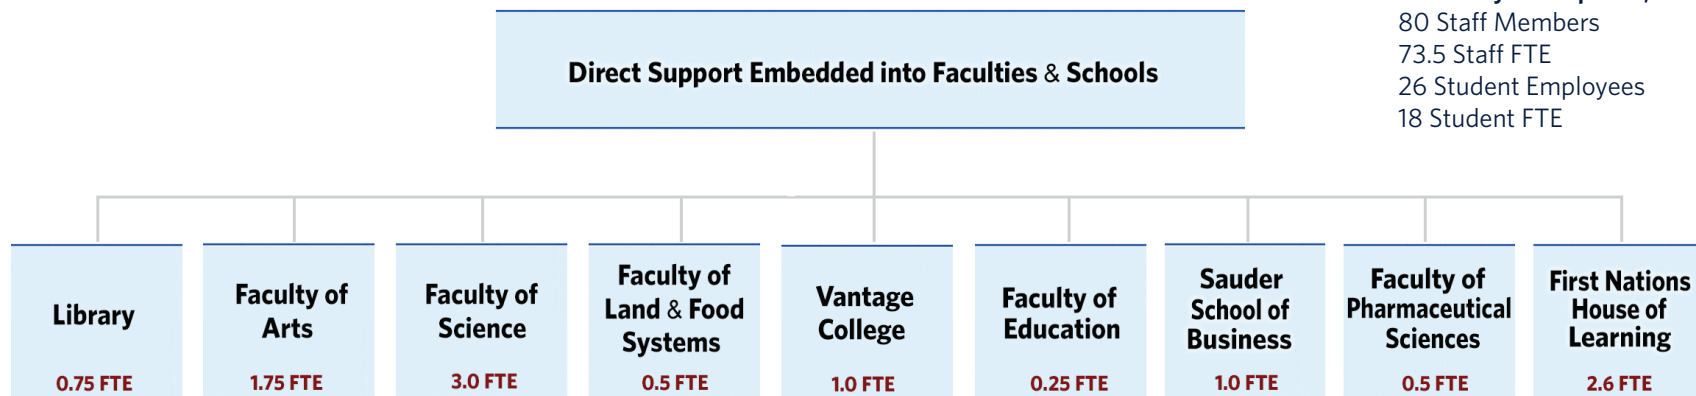 80 Staff Members
73.5 Staff FTE
26 Student Employees
18 Student FTE
Direct Support Embedded into Faculties & Schools
Library
0.75 FTE
Faculty of
Arts
1.75 FTE
Faculty of
Science
3.0 FTE
Faculty of
Land & Food
Systems
0.5 FTE
Vantage
College
1.0 FTE
Faculty of
Education
0.25 FTE
Sauder
School of
Business
1.0 FTE
Faculty of
Pharmaceutical
Sciences
0.5 FTE
First Nations
House of
Learning
2.6 FTE